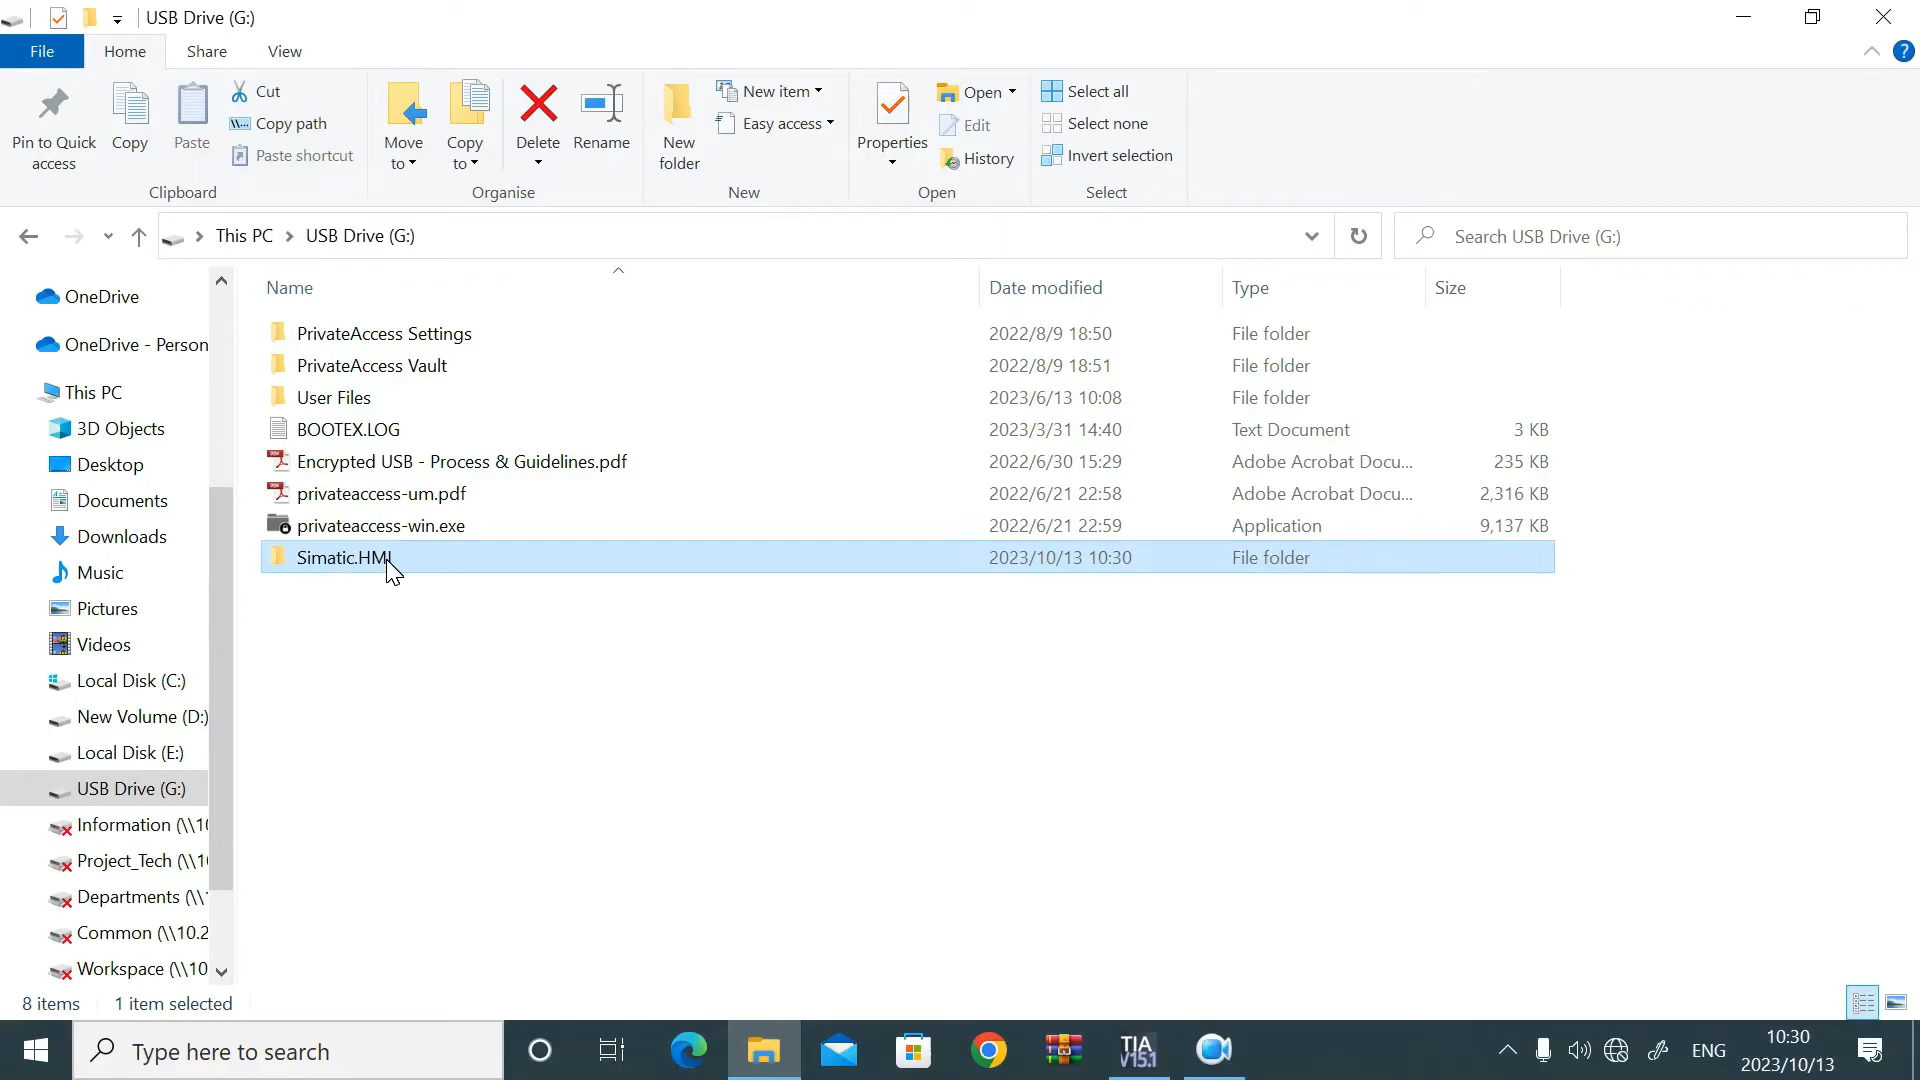 USB Drive (G:)
File
Home
Share
View
Pin to Quick
access
Copy
Paste
Cut
Copy path
Paste shortcut
Clipboard
Move
to
Copy
to
Delete
Rename
Organise
New
folder
New item
Easy access
New
Properties
Open
Edit
History
Open
Select all
Select none
Invert selection
Select
This PC
USB Drive (G:)
Search USB Drive (G:)
Name Date modified Type Size
PrivateAccess Settings 2022/8/9 18:50 File folder
PrivateAccess Vault 2022/8/9 18:51 File folder
User Files 2023/6/13 10:08 File folder
BOOTEX.LOG 2023/3/31 14:40 Text Document 3 KB
Encrypted USB - Process & Guidelines.pdf 2022/6/30 15:29 Adobe Acrobat Docu... 235 KB
privateaccess-um.pdf 2022/6/21 22:58 Adobe Acrobat Docu... 2,316 KB
privateaccess-win.exe 2022/6/21 22:59 Application 9,137 KB
Simatic.HMI 2023/10/13 10:30 File folder
OneDrive
OneDrive - Person
This PC
3D Objects
Desktop
Documents
Downloads
Music
Pictures
Videos
Local Disk (C:)
New Volume (D:)
Local Disk (E:)
USB Drive (G:)
Information (\\10
Project_Tech (\\10
Departments (\\1
Common (\\10.2
Workspace (\\10
8 items 1 item selected
Type here to search
TIA
V15.1
ENG
10:30
2023/10/13